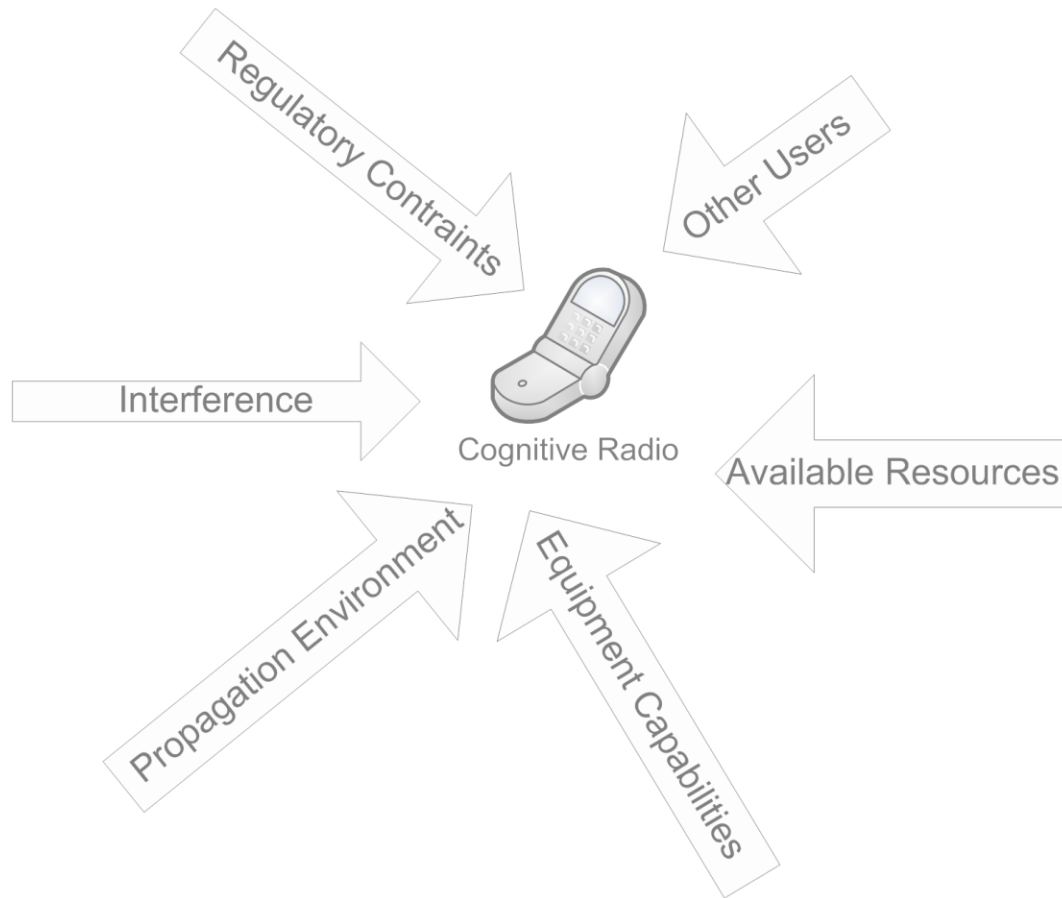 Regulatory Contraints
Other Users
Interference
Cognitive Radio
Available Resources
Propagation Environment
Equipment Capabilities